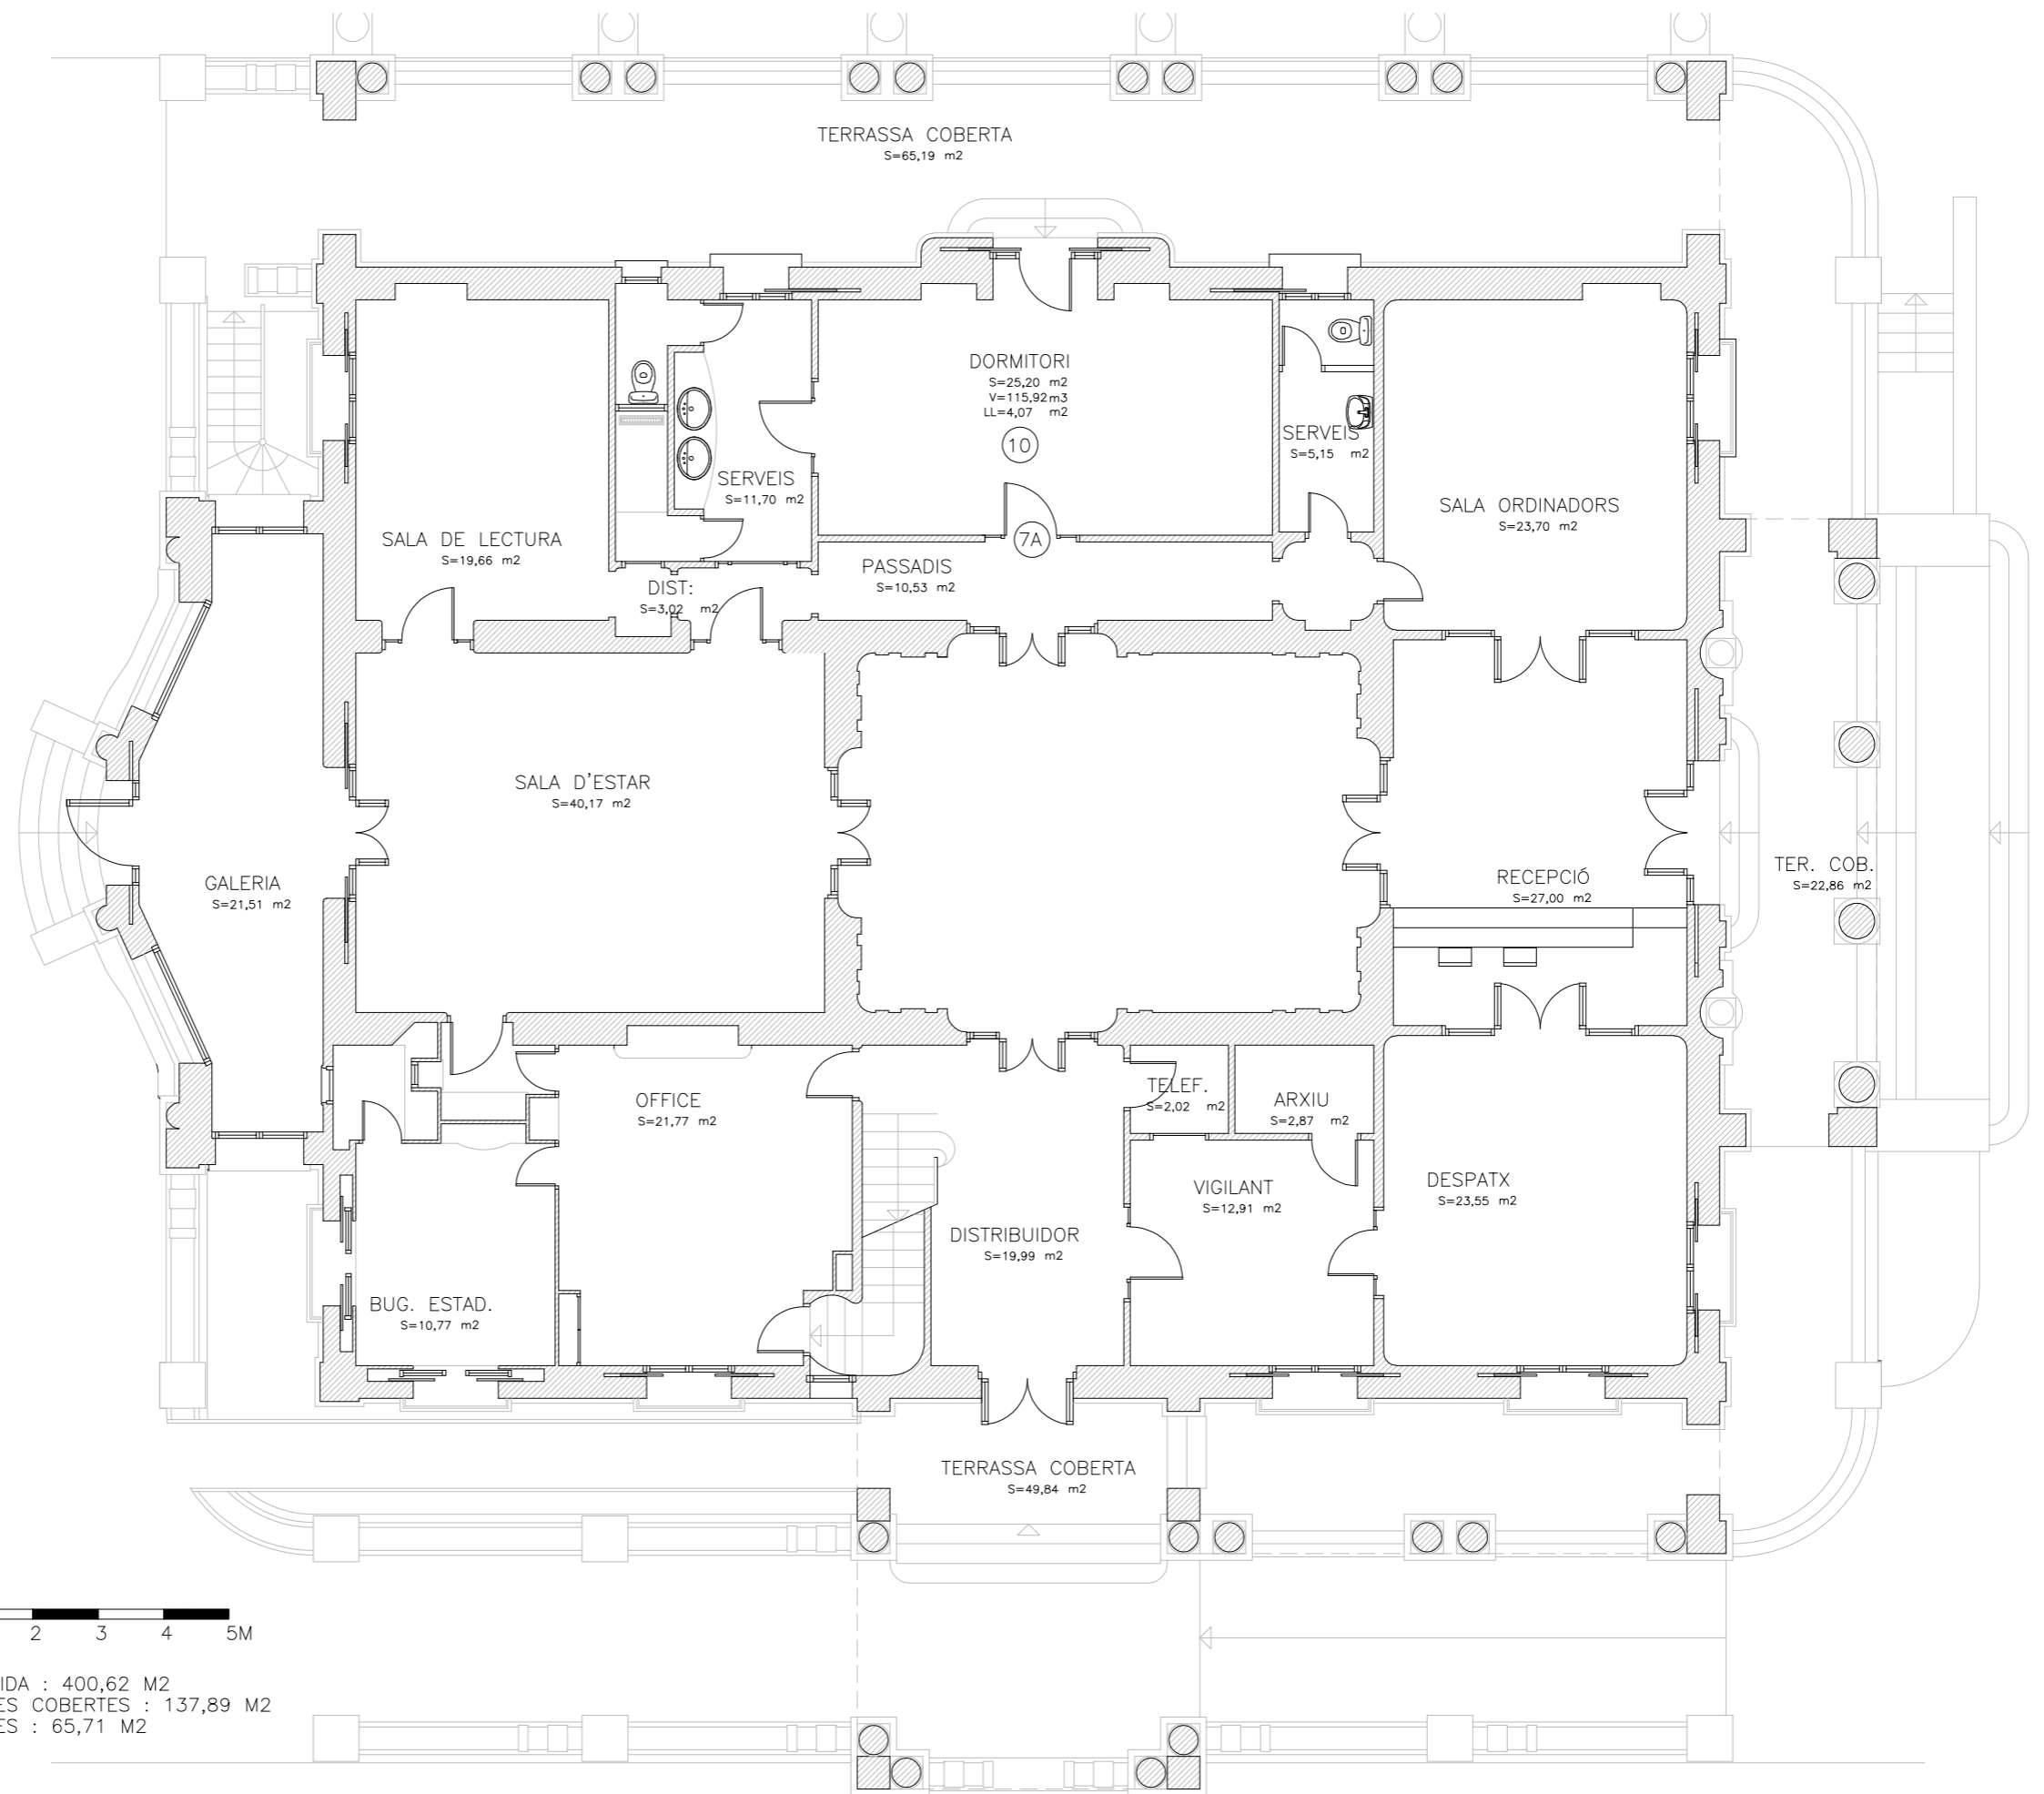 TERRASSA COBERTA
S=65,19 m2
DORMITORI
S=25,20 m2
V=115,92m3
LL=4,07 m2
10
SERVEIS
S=5,15 m2
SERVEIS
S=11,70 m2
SALA ORDINADORS
S=23,70 m2
SALA DE LECTURA
S=19,66 m2
7A
PASSADIS
S=10,53 m2
DIST:
S=3,02 m2
SALA D'ESTAR
S=40,17 m2
GALERIA
S=21,51 m2
RECEPCIÓ
S=27,00 m2
TER. COB.
S=22,86 m2
OFFICE
S=21,77 m2
TELEF.
S=2,02 m2
ARXIU
S=2,87 m2
VIGILANT
S=12,91 m2
DESPATX
S=23,55 m2
DISTRIBUIDOR
S=19,99 m2
BUG. ESTAD.
S=10,77 m2
TERRASSA COBERTA
S=49,84 m2
2 3 4 5M
IDA : 400,62 M2
ES COBERTES : 137,89 M2
ES : 65,71 M2